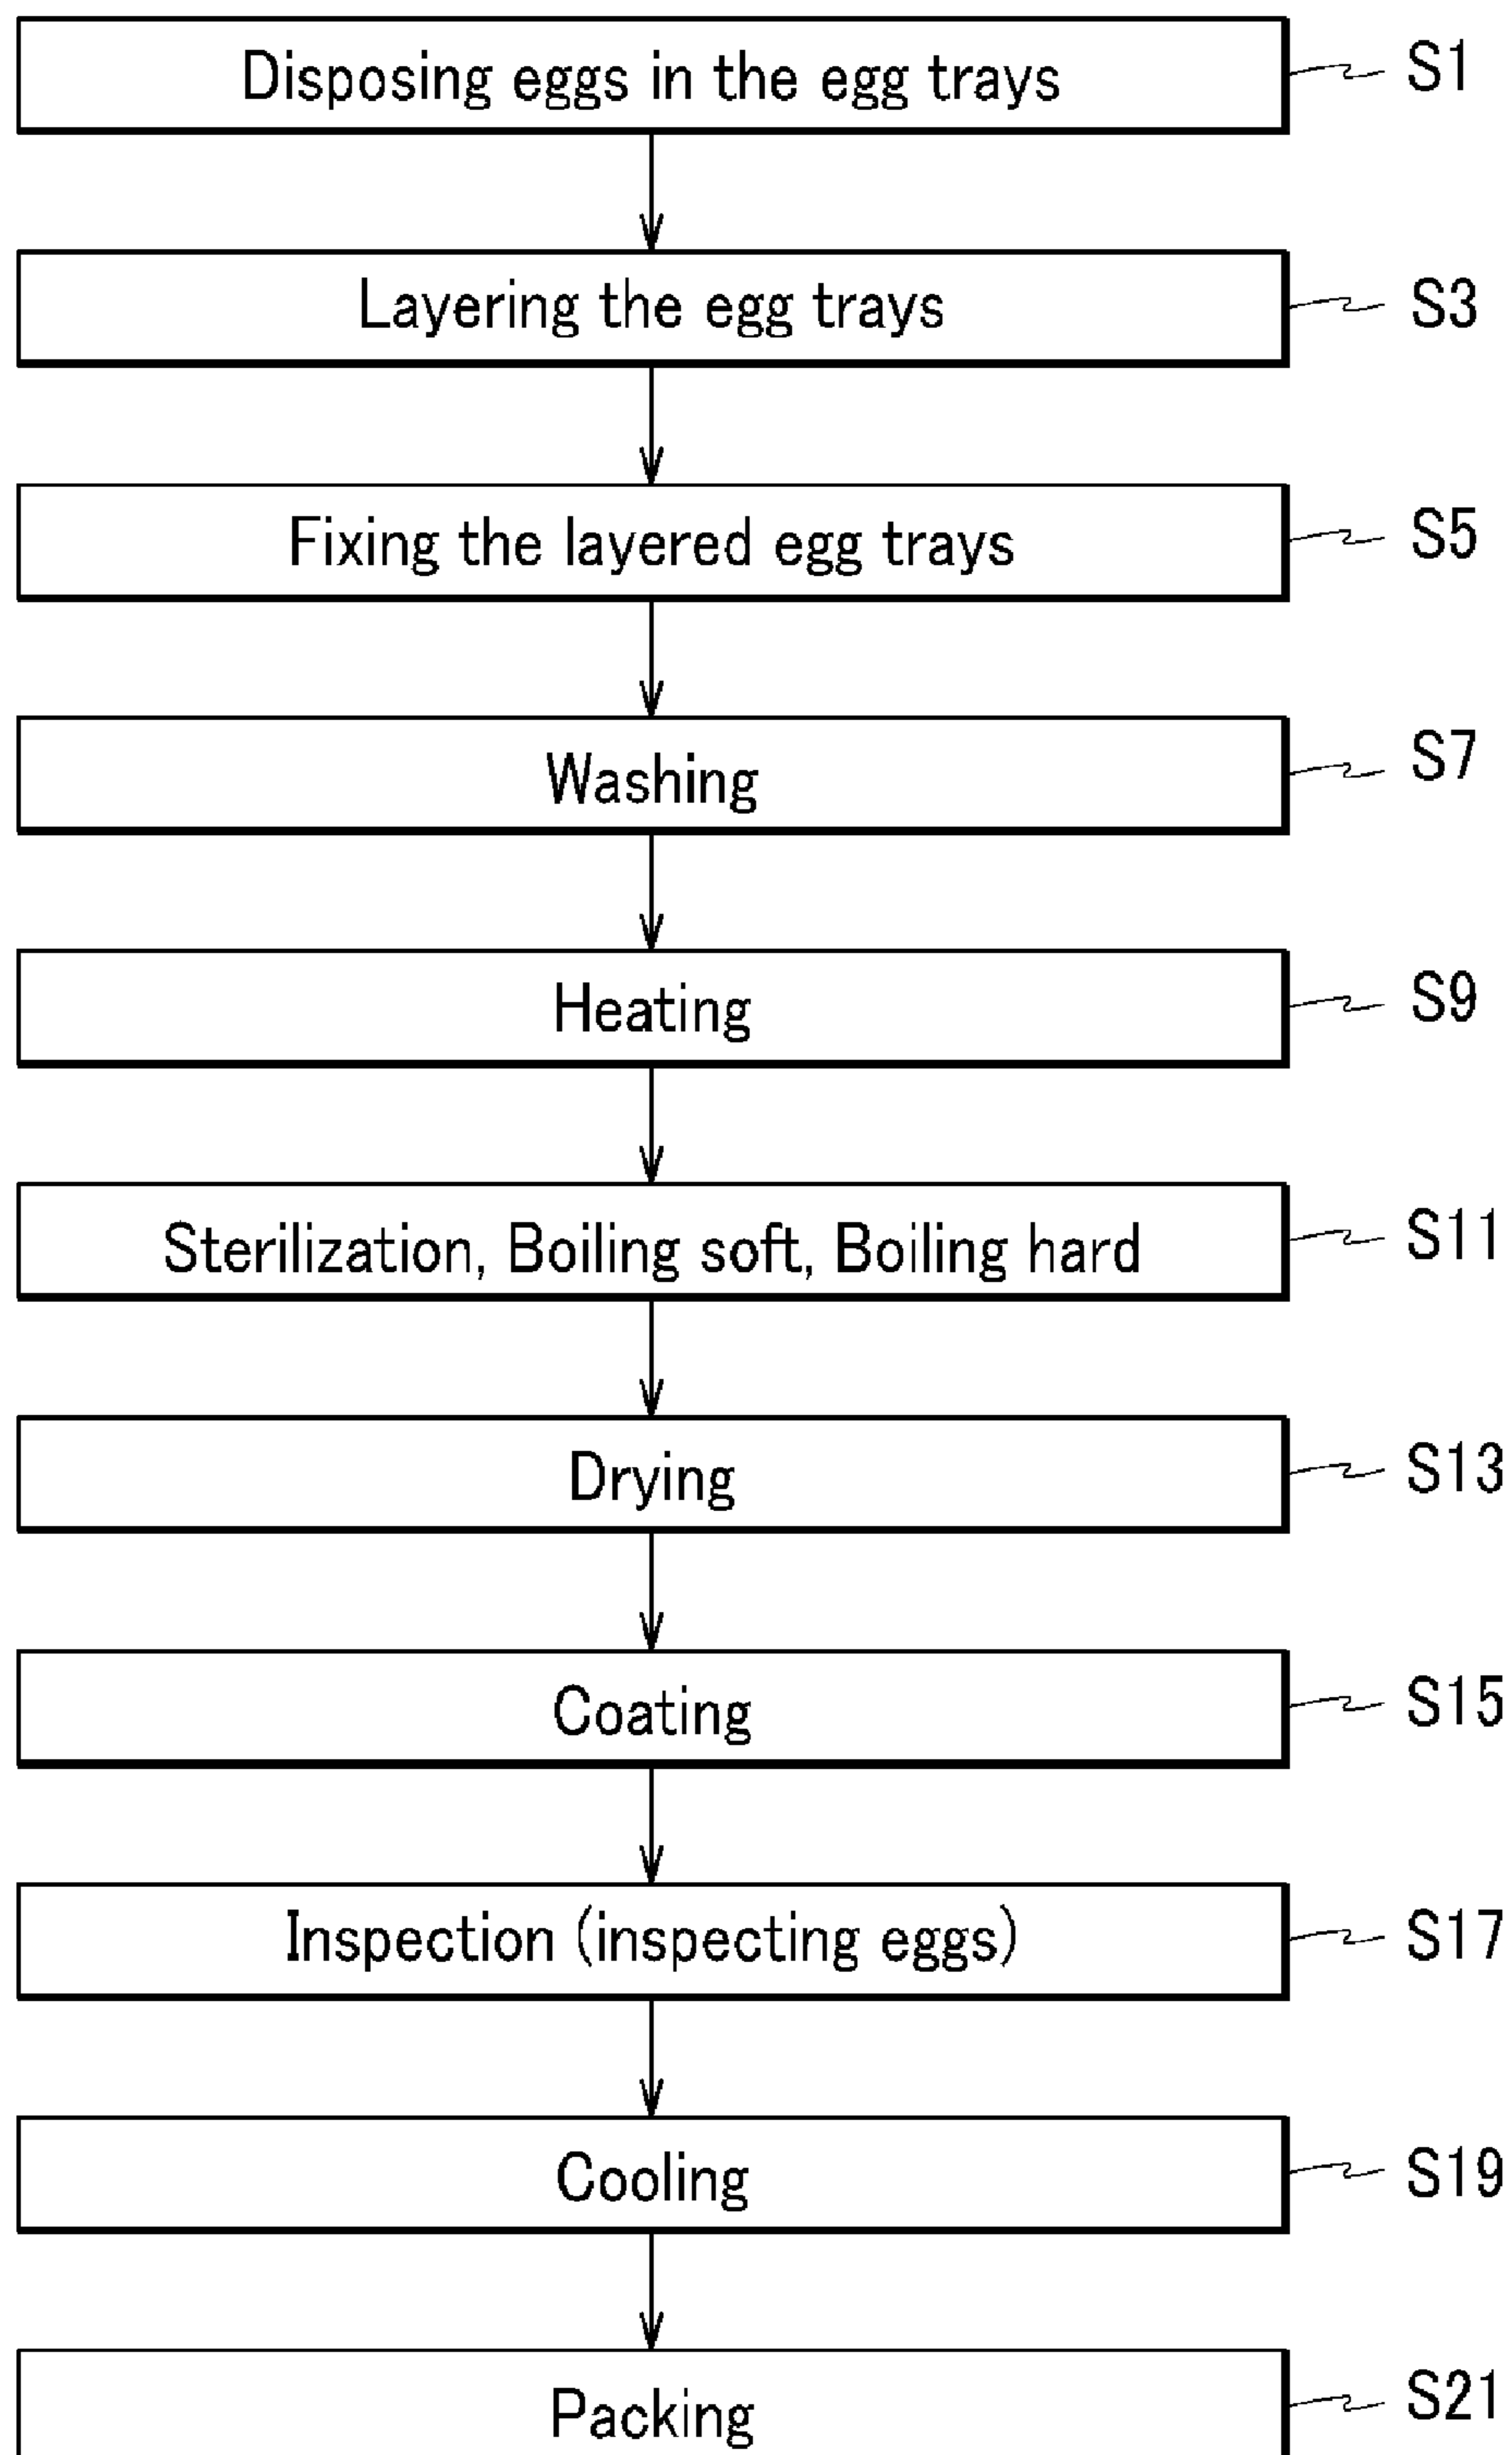 Disposing eggs in the egg trays S1
Layering the egg trays S3
Fixing the layered egg trays S5
Washing S7
Heating S9
Sterilization, Boiling soft, Boiling hard S11
Drying S13
Coating S15
Inspection (inspecting eggs) S17
Cooling S19
Packing S21